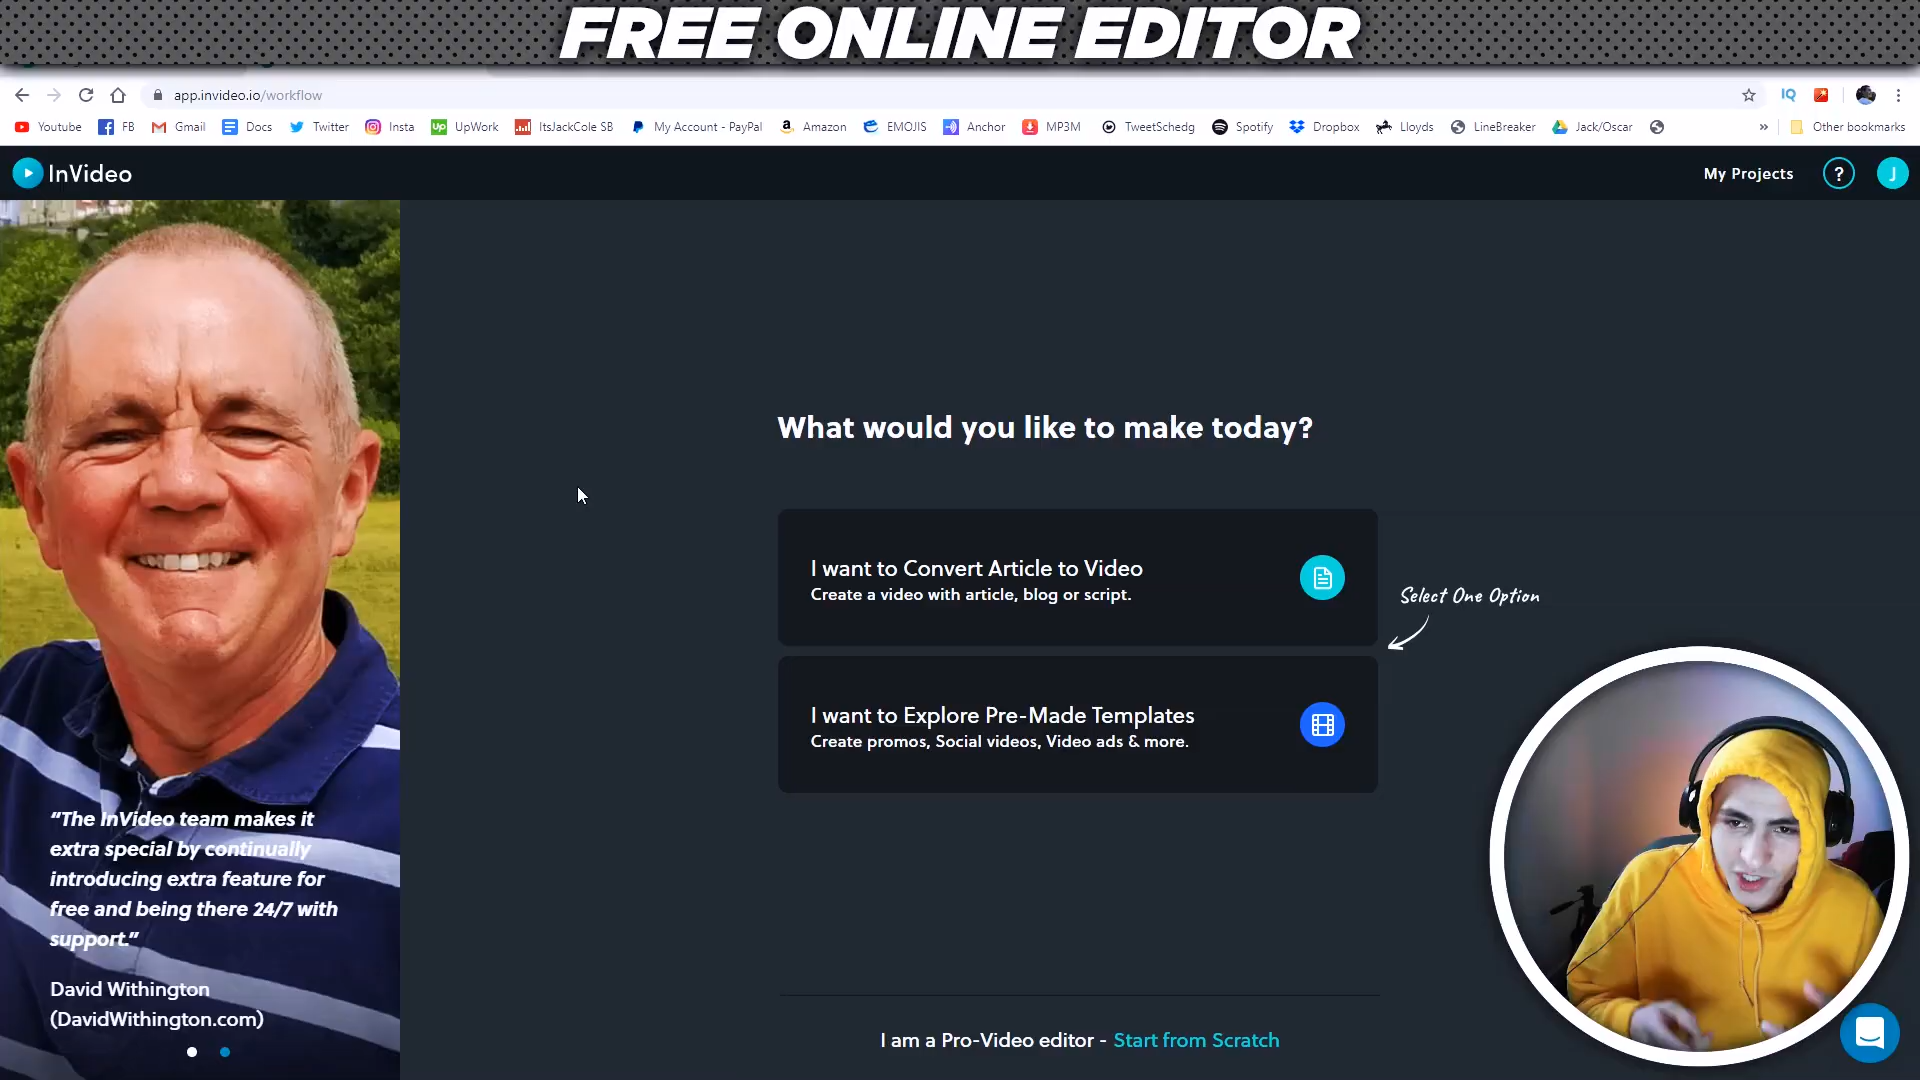 FREE ONLINE EDITOR
app.invideo.io/workflow
IQ
Youtube FB Gmail Docs Twitter Insta Up UpWork ItsJackCole SB My Account - PayPal Amazon EMOJIS Anchor MP3M TweetSchedg Spotify Dropbox Lloyds LineBreaker Jack/Oscar » Other bookmarks
InVideo
My Projects ? J
What would you like to make today?
I want to Convert Article to Video
Create a video with article, blog or script.
Select One Option
I want to Explore Pre-Made Templates
Create promos, Social videos, Video ads & more.
“The InVideo team makes it
extra special by continually
introducing extra feature for
free and being there 24/7 with
support.”
David Withington
(DavidWithington.com)
I am a Pro-Video editor - Start from Scratch